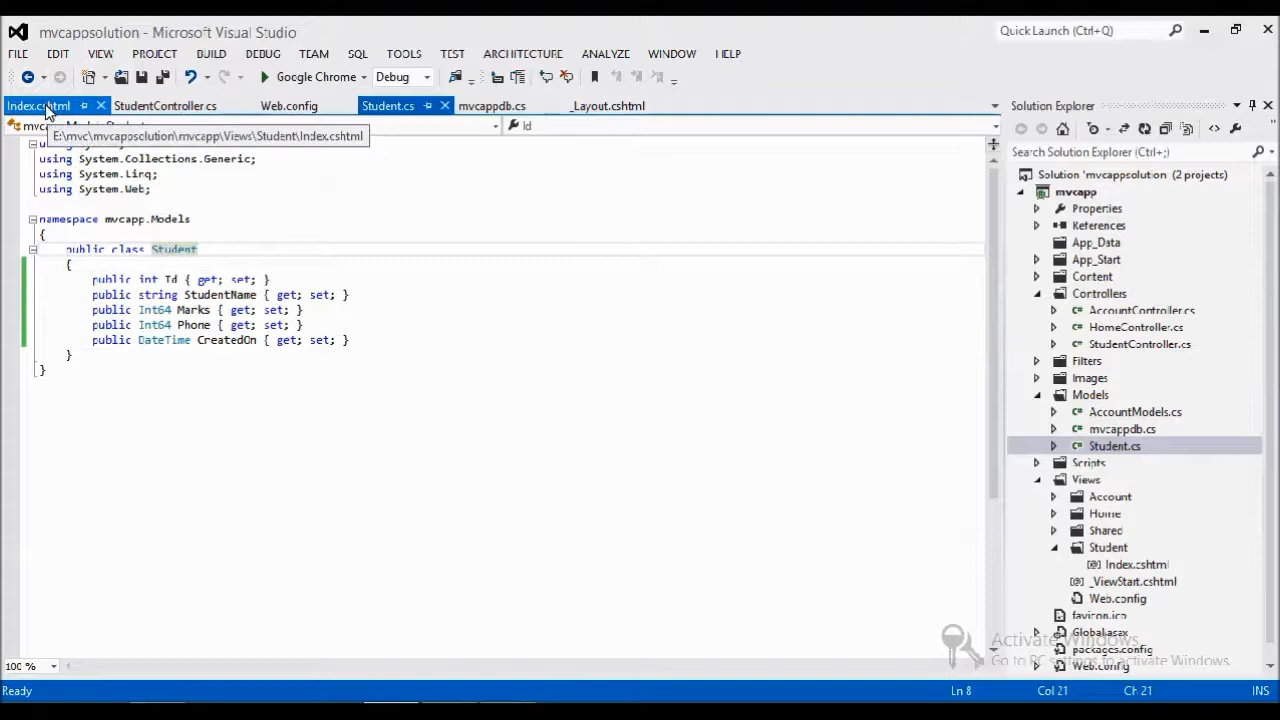 mvcappsolution - Microsoft Visual Studio
Quick Launch (Ctrl+Q)
FILE EDIT VIEW PROJECT BUILD DEBUG TEAM SQL TOOLS TEST ARCHITECTURE ANALYZE WINDOW HELP
Google Chrome Debug
Index.cshtml StudentController.cs Web.config Student.cs mvcappdb.cs _Layout.cshtml
Id
E:\mvc\mvcappsolution\mvcapp\Views\Student\Index.cshtml
using System.Collections.Generic;
using System.Linq;
using System.Web;
namespace mvcapp.Models
{
public class Student
{
public int Id { get; set; }
public string StudentName { get; set; }
public Int64 Marks { get; set; }
public Int64 Phone { get; set; }
public DateTime CreatedOn { get; set; }
}
}
Solution Explorer
Search Solution Explorer (Ctrl+;)
Solution 'mvcappsolution' (2 projects)
mvcapp
Properties
References
App_Data
App_Start
Content
Controllers
AccountController.cs
HomeController.cs
StudentController.cs
Filters
Images
Models
AccountModels.cs
mvcappdb.cs
Student.cs
Scripts
Views
Account
Home
Shared
Student
Index.cshtml
_ViewStart.cshtml
Web.config
favicon.ico
Global.asax
packages.config
Web.config
Activate Windows
Go to PC settings to activate Windows.
100 %
Ready Ln 8 Col 21 Ch 21 INS